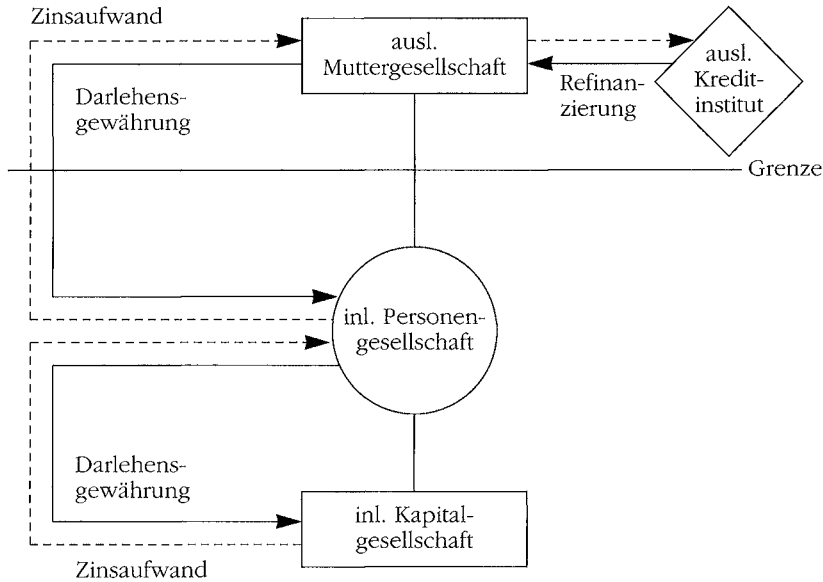 Zinsaufwand
ausl.
Muttergesellschaft
ausl.
Kredit-
institut
Refinan-
zierung
Darlehens-
gewährung
Grenze
inl. Personen-
gesellschaft
Darlehens-
gewährung
inl. Kapital-
gesellschaft
Zinsaufwand